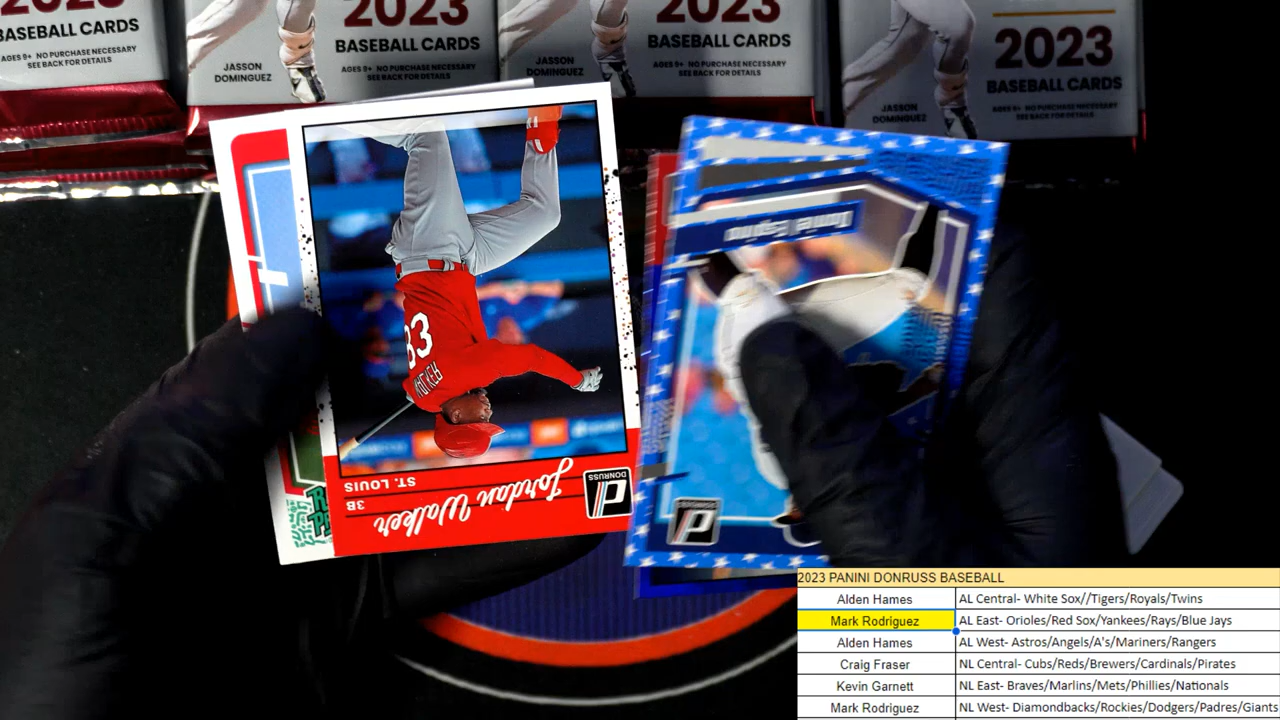 2023
BASEBALL CARDS
AGES 9+ NO PURCHASE NECESSARY
SEE BACK FOR DETAILS
JASSON
DOMINGUEZ
2023
BASEBALL CARDS
AGES 9+ NO PURCHASE NECESSARY
SEE BACK FOR DETAILS
JASSON
DOMINGUEZ
2023
BASEBALL CARDS
AGES 9+ NO PURCHASE NECESSARY
SEE BACK FOR DETAILS
JASSON
DOMINGUEZ
2023
BASEBALL CARDS
AGES 9+ NO PURCHASE NECESSARY
SEE BACK FOR DETAILS
83
WALKER
ST. LOUIS
3B
Jordan Walker
DONRUSS
2023 PANINI DONRUSS BASEBALL
Alden Hames AL Central- White Sox//Tigers/Royals/Twins
Mark Rodriguez AL East- Orioles/Red Sox/Yankees/Rays/Blue Jays
Alden Hames AL West- Astros/Angels/A's/Mariners/Rangers
Craig Fraser NL Central- Cubs/Reds/Brewers/Cardinals/Pirates
Kevin Garnett NL East- Braves/Marlins/Mets/Phillies/Nationals
Mark Rodriguez NL West- Diamondbacks/Rockies/Dodgers/Padres/Giants